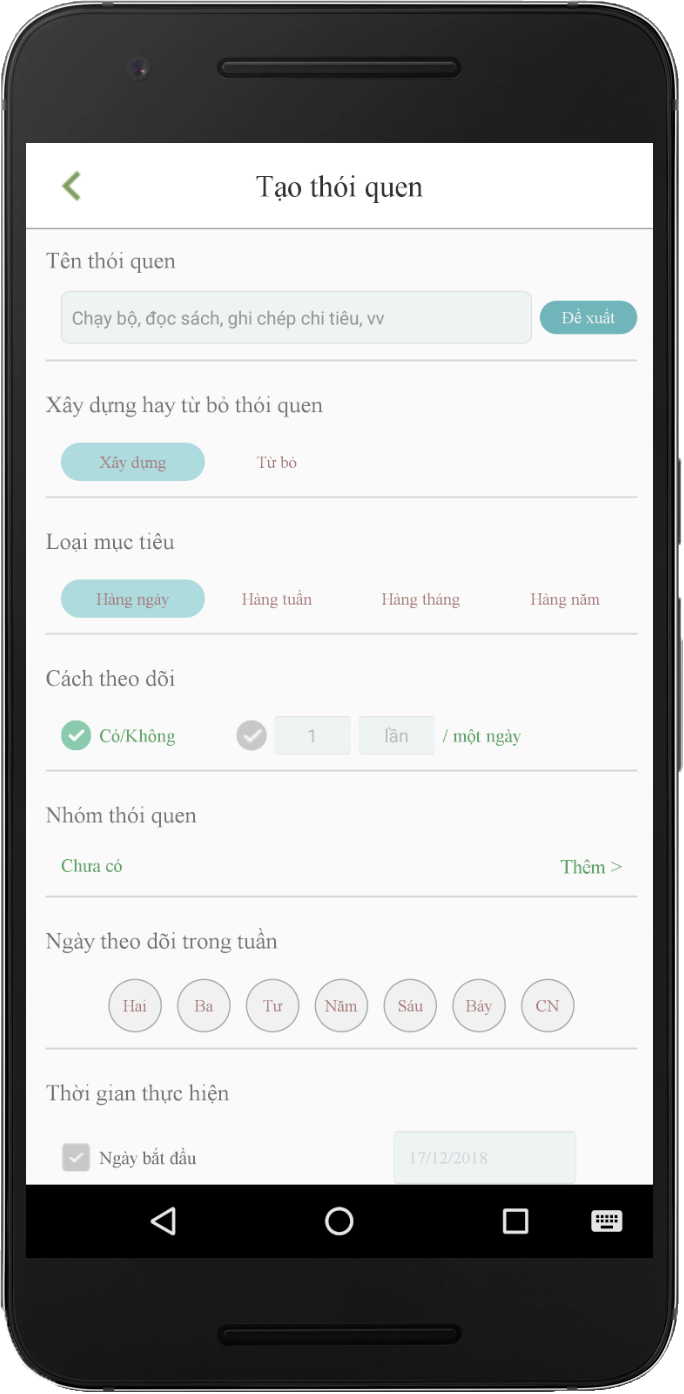 Tạo thói quen
Tên thói quen
Chạy bộ, đọc sách, ghi chép chi tiêu, vv
Đề xuất
Xây dựng hay từ bỏ thói quen
Xây dựng Từ bỏ
Loại mục tiêu
Hàng ngày Hàng tuần Hàng tháng Hàng năm
Cách theo dõi
Có/Không 1 lần / một ngày
Nhóm thói quen
Chưa có Thêm >
Ngày theo dõi trong tuần
Hai Ba Tư Năm Sáu Bảy CN
Thời gian thực hiện
Ngày bắt đầu 17/12/2018